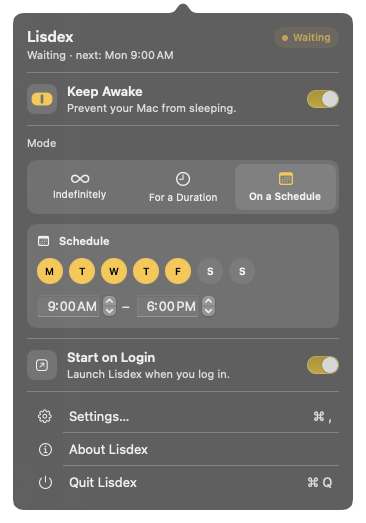 Lisdex
Waiting
Waiting · next: Mon 9:00 AM
Keep Awake
Prevent your Mac from sleeping.
Mode
Indefinitely
For a Duration
On a Schedule
Schedule
M T W T F S S
9:00 AM – 6:00 PM
Start on Login
Launch Lisdex when you log in.
Settings... ⌘ ,
About Lisdex
Quit Lisdex ⌘ Q